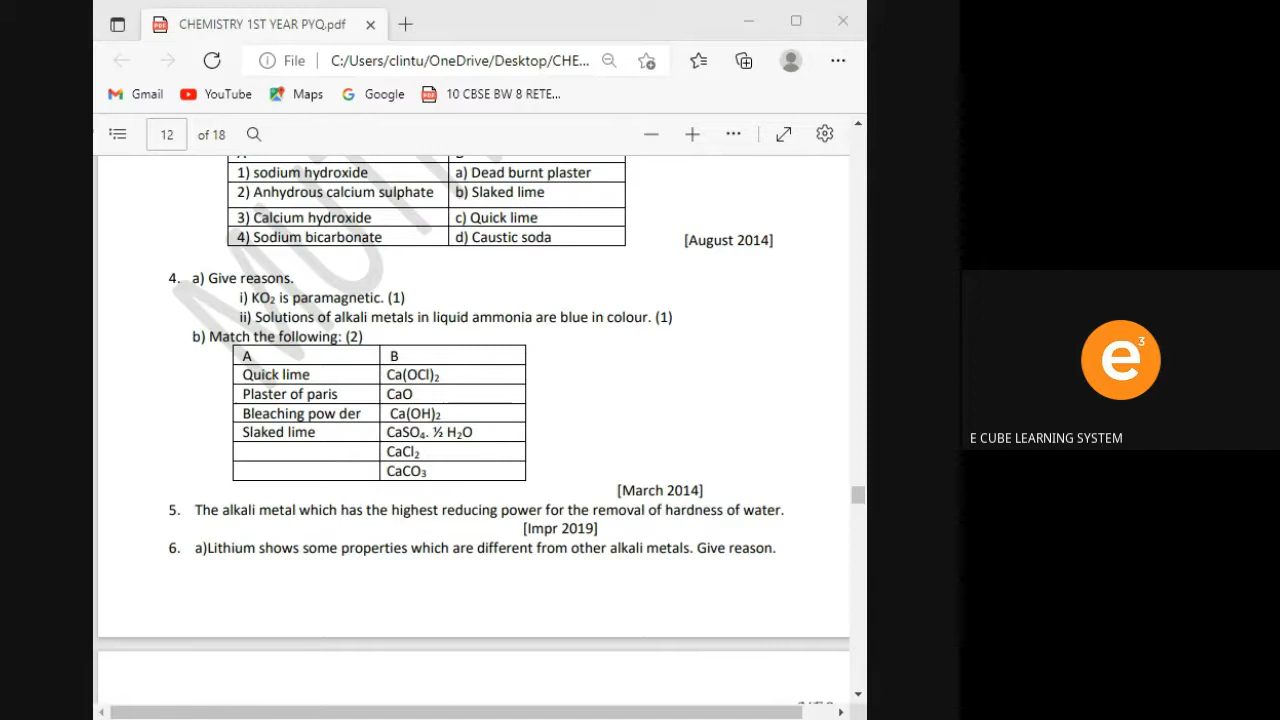 CHEMISTRY 1ST YEAR PYQ.pdf
File C:/Users/clintu/OneDrive/Desktop/CHE...
Gmail YouTube Maps Google 10 CBSE BW 8 RETE...
12 of 18
1) sodium hydroxide a) Dead burnt plaster
2) Anhydrous calcium sulphate b) Slaked lime
3) Calcium hydroxide c) Quick lime
4) Sodium bicarbonate d) Caustic soda
[August 2014]
4. a) Give reasons.
i) KO₂ is paramagnetic. (1)
ii) Solutions of alkali metals in liquid ammonia are blue in colour. (1)
b) Match the following: (2)
A B
Quick lime Ca(OCl)₂
Plaster of paris CaO
Bleaching pow der Ca(OH)₂
Slaked lime CaSO₄. ½ H₂O
CaCl₂
CaCO₃
[March 2014]
5. The alkali metal which has the highest reducing power for the removal of hardness of water.
[Impr 2019]
6. a)Lithium shows some properties which are different from other alkali metals. Give reason.
e³
E CUBE LEARNING SYSTEM